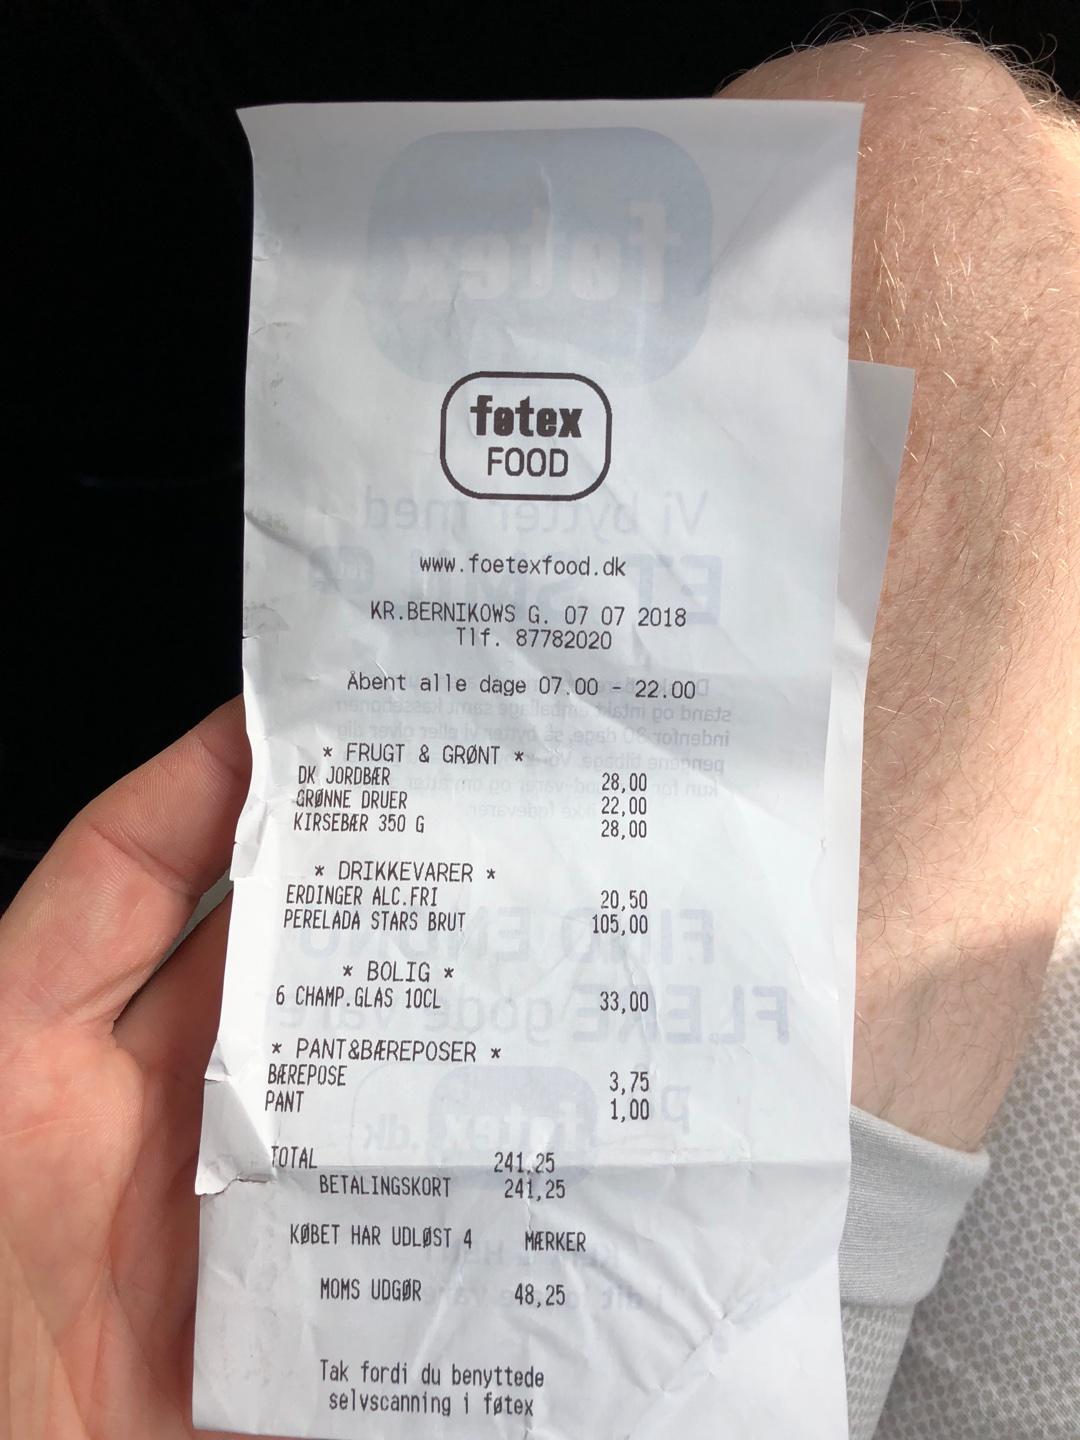 føtex
FOOD
www.foetexfood.dk
KR.BERNIKOWS G. 07 07 2018
Tlf. 87782020
Åbent alle dage 07.00 - 22.00
* FRUGT & GRØNT *
DK JORDBÆR 28,00
GRØNNE DRUER 22,00
KIRSEBÆR 350 G 28,00
* DRIKKEVARER *
ERDINGER ALC.FRI 20,50
PERELADA STARS BRUT 105,00
* BOLIG *
6 CHAMP.GLAS 10CL 33,00
* PANT&BÆREPOSER *
BÆREPOSE 3,75
PANT 1,00
TOTAL 241,25
BETALINGSKORT 241,25
KØBET HAR UDLØST 4 MÆRKER
MOMS UDGØR 48,25
Tak fordi du benyttede
selvscanning i føtex